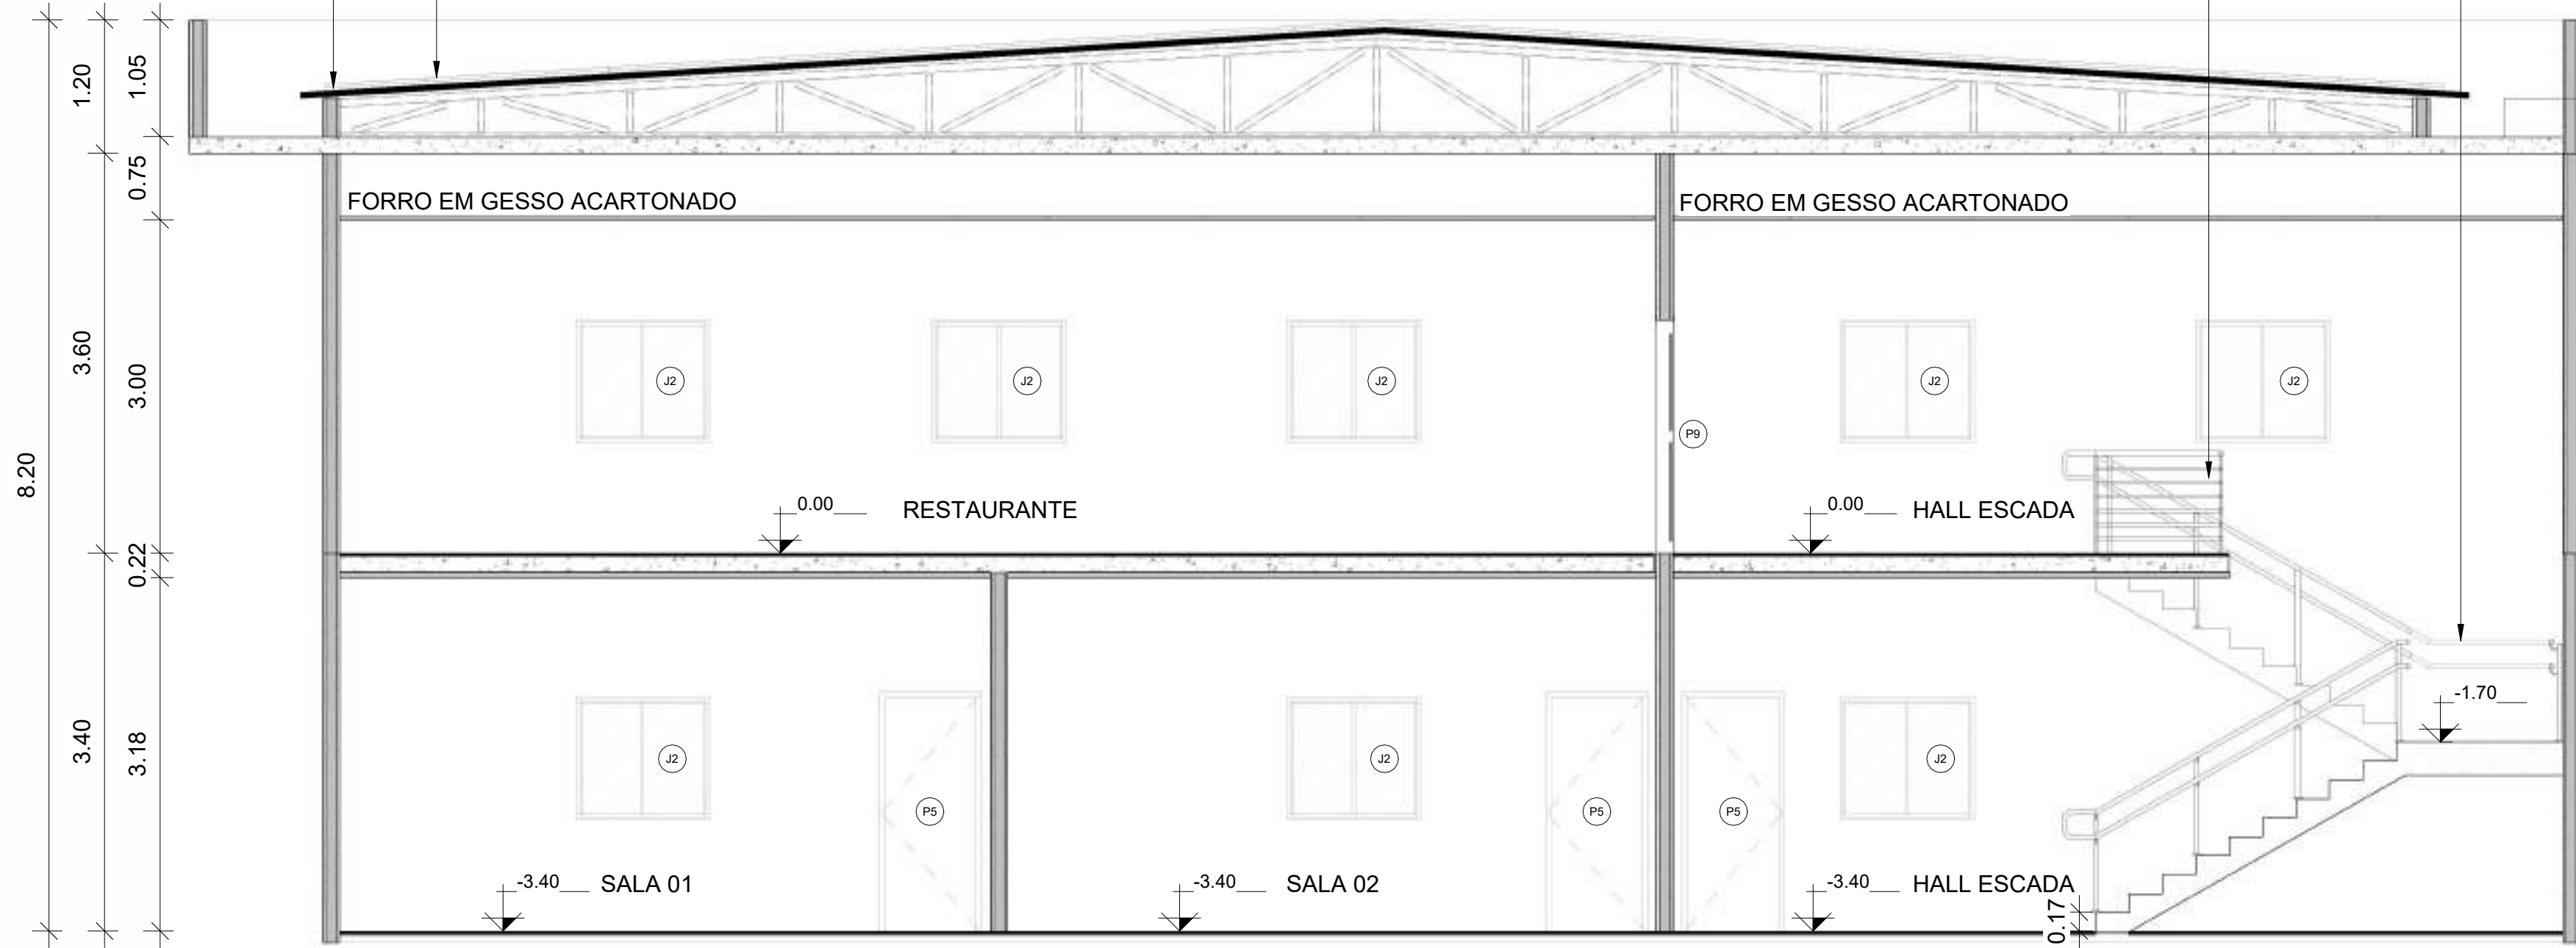 1.20
1.05
0.75
FORRO EM GESSO ACARTONADO
FORRO EM GESSO ACARTONADO
3.60
3.00
8.20
J2
J2
J2
J2
J2
P9
0.00
RESTAURANTE
0.00
HALL ESCADA
0.22
3.40
3.18
-1.70
J2
J2
J2
P5
P5
P5
-3.40
SALA 01
-3.40
SALA 02
-3.40
HALL ESCADA
0.17